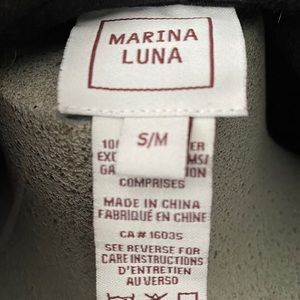 MARINA
LUNA
S/M
COMPRISES
MADE IN CHINA
FABRIQUÉ EN CHINE
CA# 16035
SEE REVERSE FOR
CARE INSTRUCTIONS
D'ENTRETIEN
AU VERSO